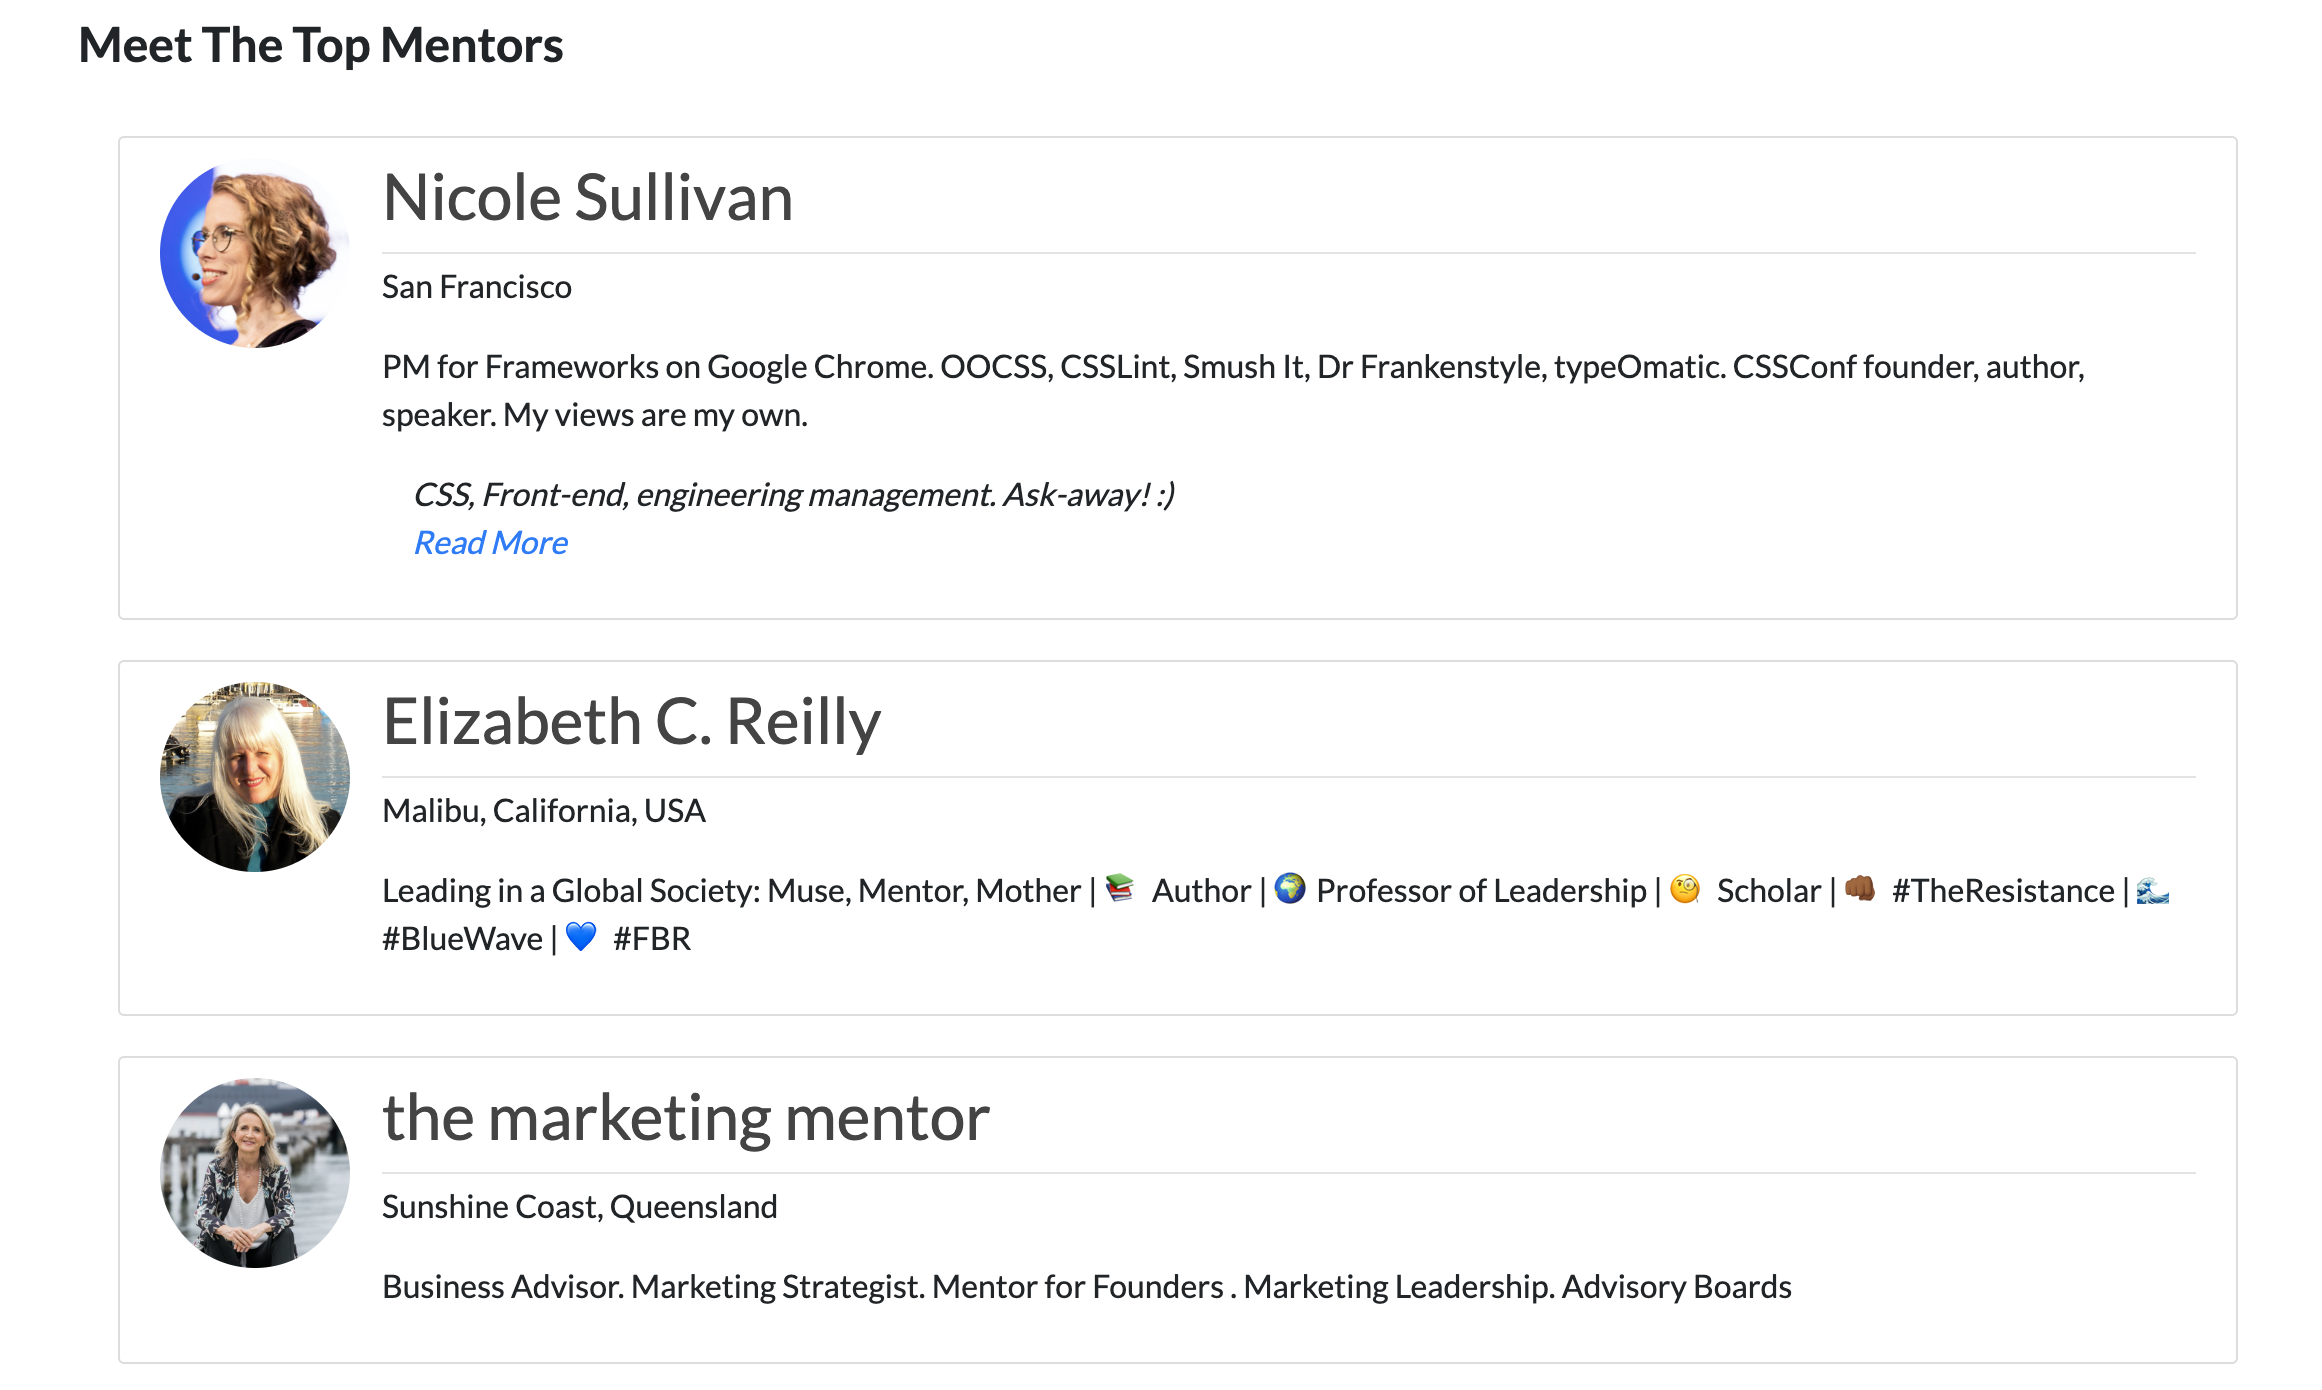 Meet The Top Mentors
Nicole Sullivan
San Francisco
PM for Frameworks on Google Chrome. OOCSS, CSSLint, Smush It, Dr Frankenstyle, typeOmatic. CSSConf founder, author,
speaker. My views are my own.
CSS, Front-end, engineering management. Ask-away! :)
Read More
Elizabeth C. Reilly
Malibu, California, USA
Leading in a Global Society: Muse, Mentor, Mother | 📚 Author | 🌍 Professor of Leadership | 🧐 Scholar | 👊🏾 #TheResistance | 🌊
#BlueWave | 💙 #FBR
the marketing mentor
Sunshine Coast, Queensland
Business Advisor. Marketing Strategist. Mentor for Founders . Marketing Leadership. Advisory Boards